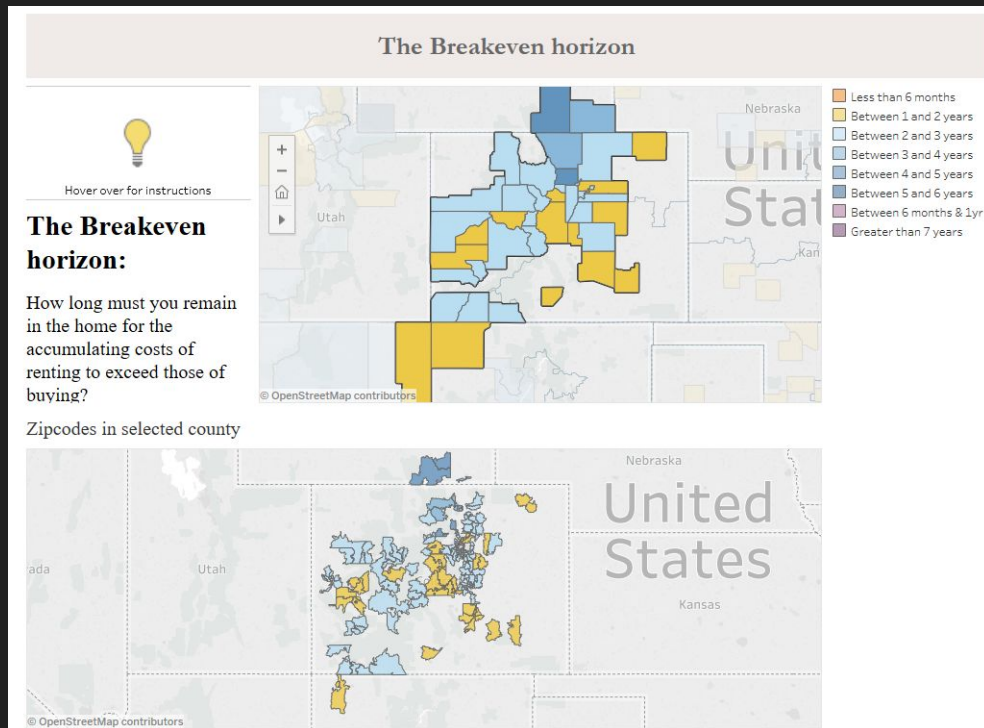 The Breakeven horizon
Hover over for instructions
The Breakeven
horizon:
How long must you remain
in the home for the
accumulating costs of
renting to exceed those of
buying?
+
−
Utah
Nebraska
© OpenStreetMap contributors
Less than 6 months
Between 1 and 2 years
Between 2 and 3 years
Between 3 and 4 years
Between 4 and 5 years
Between 5 and 6 years
Between 6 months & 1yr
Greater than 7 years
Zipcodes in selected county
Nebraska
United
States
ada
Utah
Kansas
© OpenStreetMap contributors